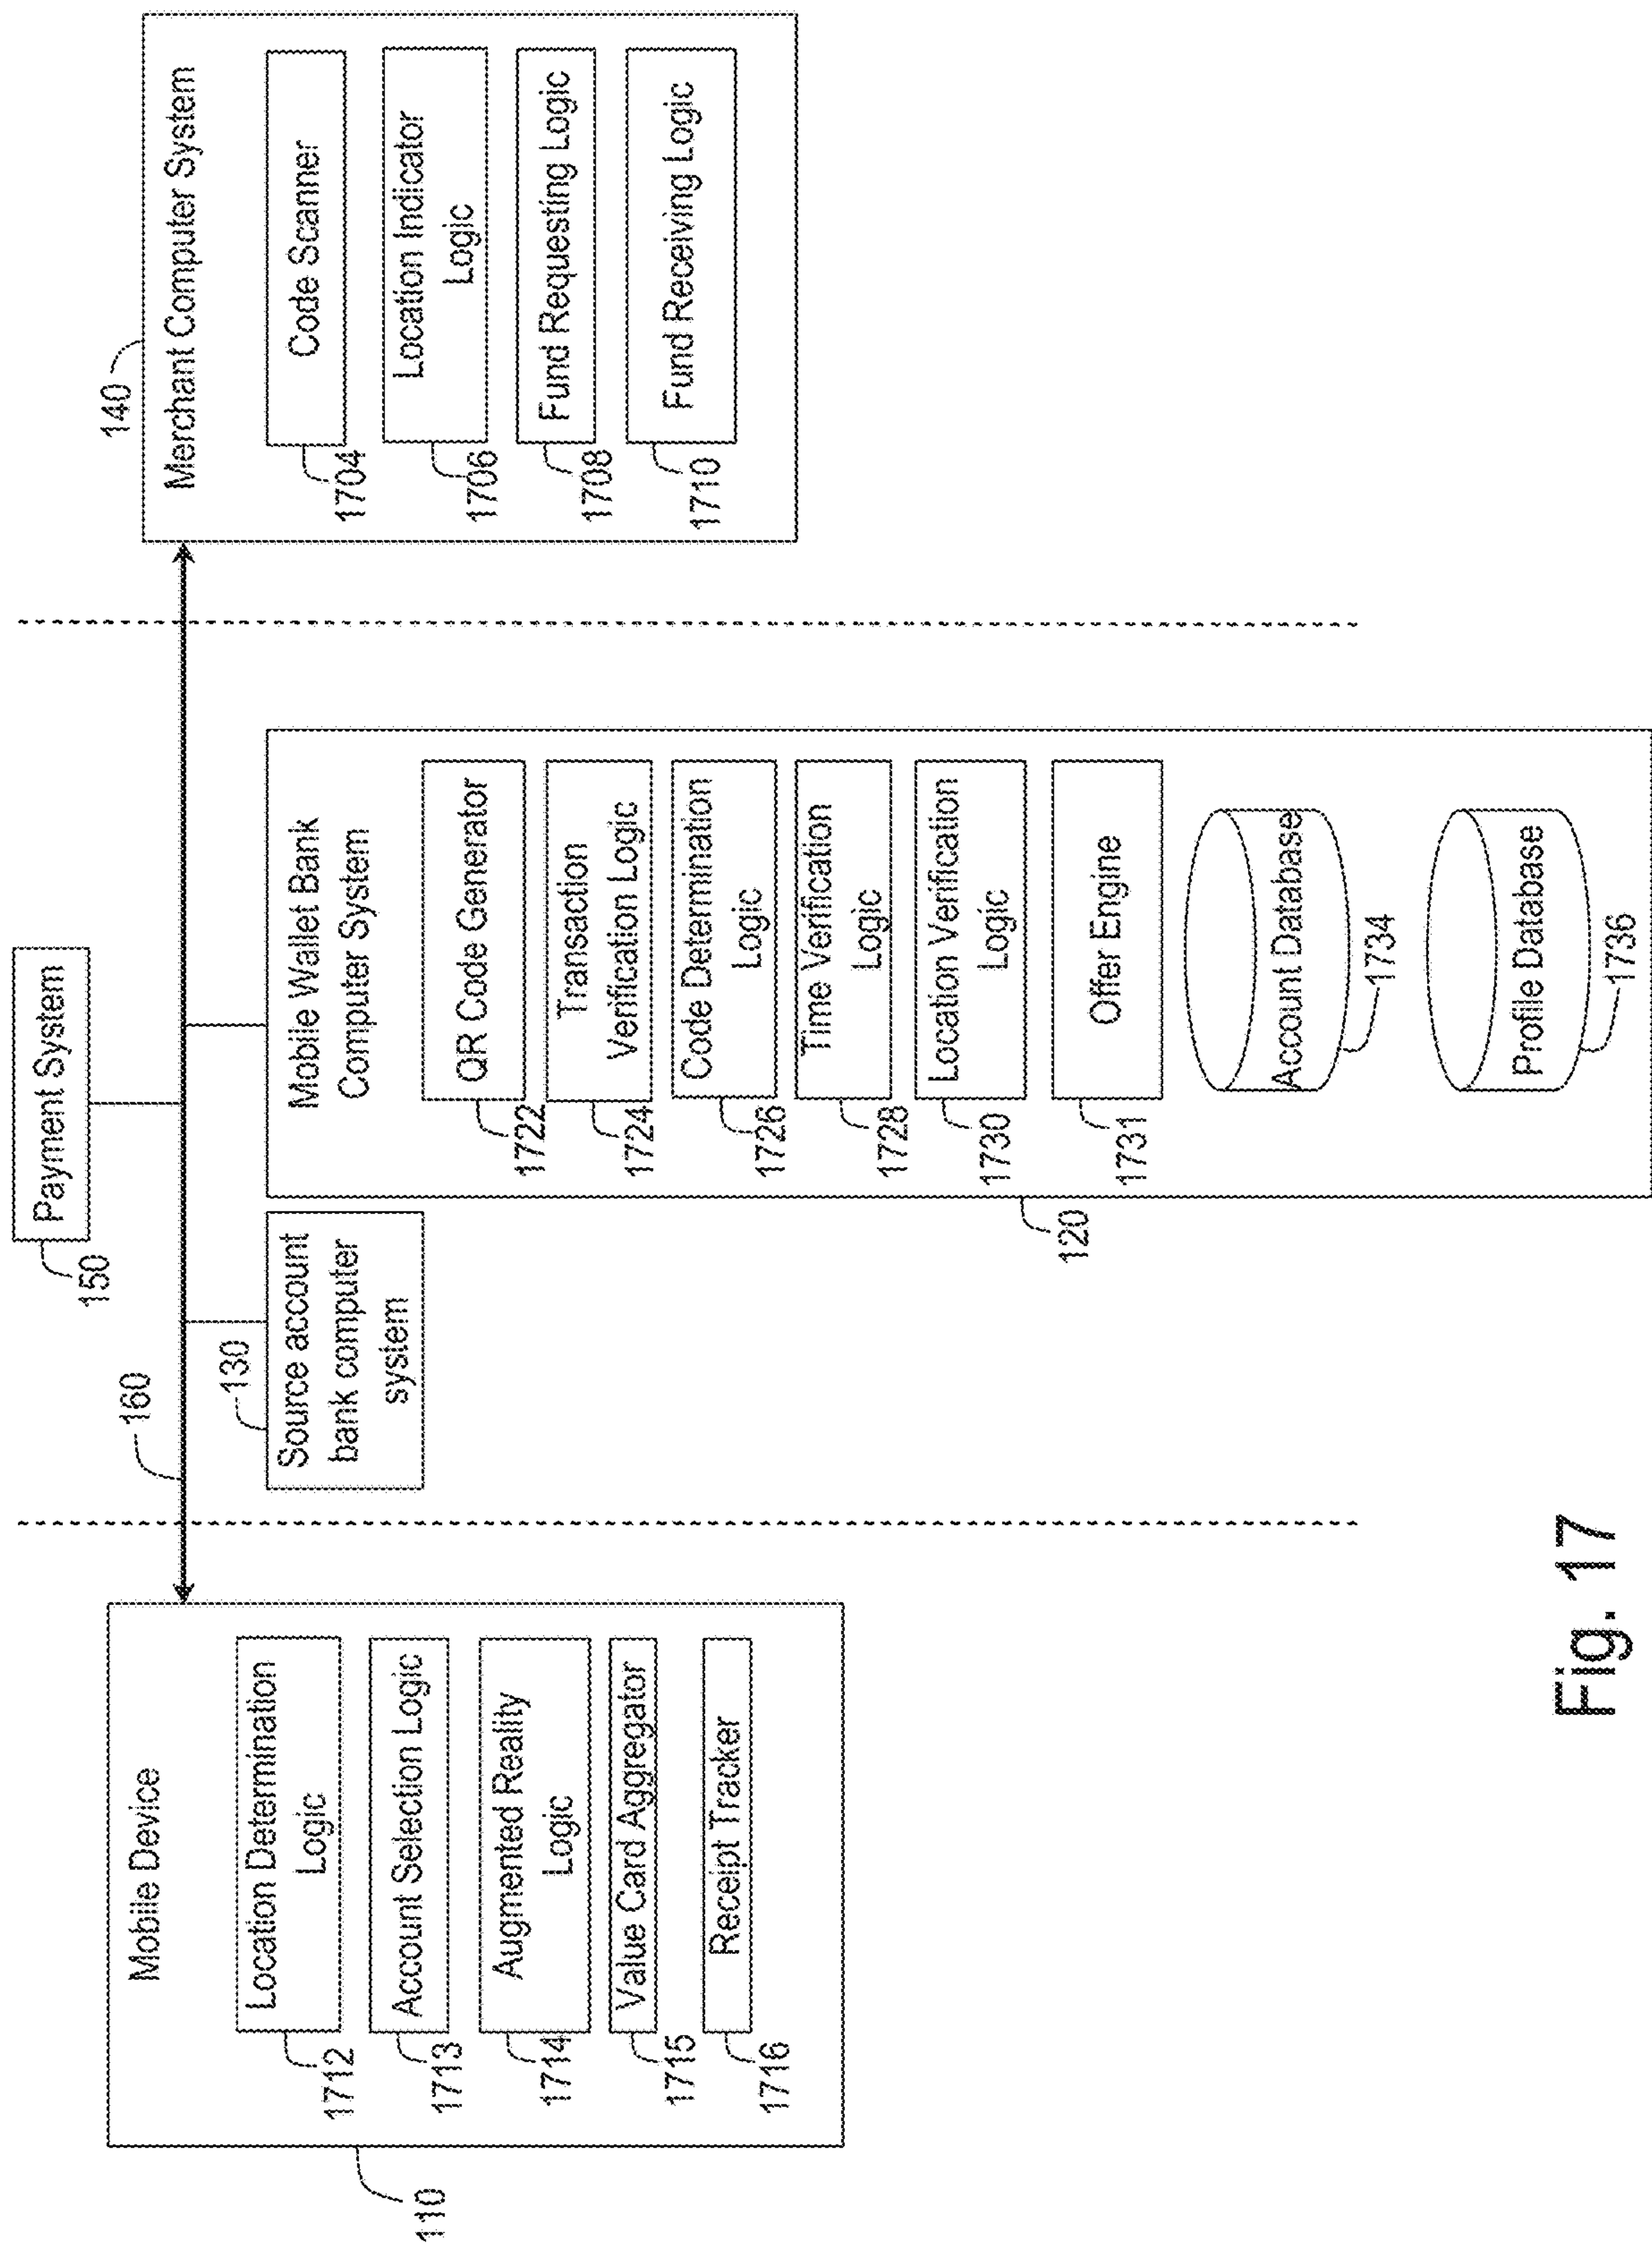 Payment System
150
160
Mobile Device
Location Determination
Logic
1712
Account Selection Logic
1713
Augmented Reality
Logic
1714
Value Card Aggregator
1715
Receipt Tracker
1716
110
130
Source account
bank computer
system
Mobile Wallet Bank
Computer System
QR Code Generator
1722
Transaction
Verification Logic
1724
Code Determination
Logic
1726
Time Verification
Logic
1728
Location Verification
Logic
1730
Offer Engine
1731
Account Database
1734
Profile Database
1736
120
140
Merchant Computer System
Code Scanner
1704
Location Indicator
Logic
1706
Fund Requesting Logic
1708
Fund Receiving Logic
1710
Fig. 17